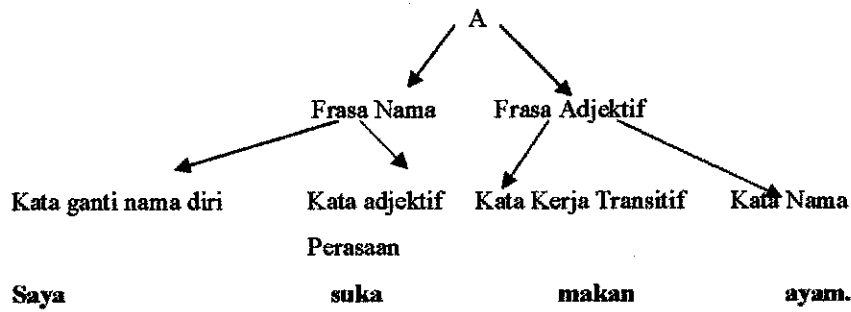 A
Frasa Nama Frasa Adjektif
Kata ganti nama diri Kata adjektif Kata Kerja Transitif Kata Nama
Perasaan
Saya suka makan ayam.